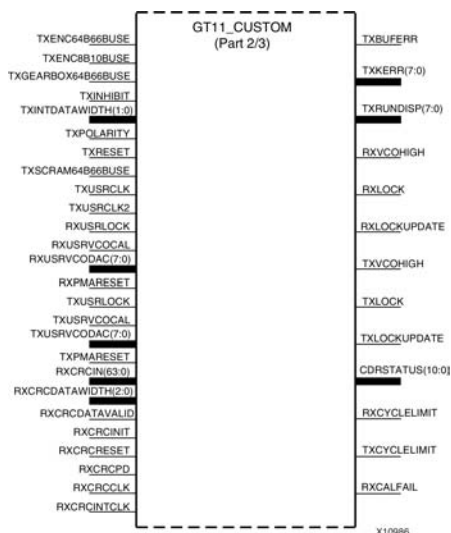 GT11_CUSTOM
(Part 2/3)
TXENC64B66BUSE
TXENC8B10BUSE
TXGEARBOX64B66BUSE
TXINHIBIT
TXINTDATAWIDTH(1:0)
TXPOLARITY
TXRESET
TXSCRAM64B66BUSE
TXUSRCLK
TXUSRCLK2
RXUSRLOCK
RXUSRVCOCAL
RXUSRVCODAC(7:0)
RXPMARESET
TXUSRLOCK
TXUSRVCOCAL
TXUSRVCODAC(7:0)
TXPMARESET
RXCRCIN(63:0)
RXCRCDATAWIDTH(2:0)
RXCRCDATAVALID
RXCRCINIT
RXCRCRESET
RXCRCPD
RXCRCCLK
RXCRCINTCLK
TXBUFERR
TXKERR(7:0)
TXRUNDISP(7:0)
RXVCOHIGH
RXLOCK
RXLOCKUPDATE
TXVCOHIGH
TXLOCK
TXLOCKUPDATE
CDRSTATUS(10:0)
RXCYCLELIMIT
TXCYCLELIMIT
RXCALFAIL
X10986